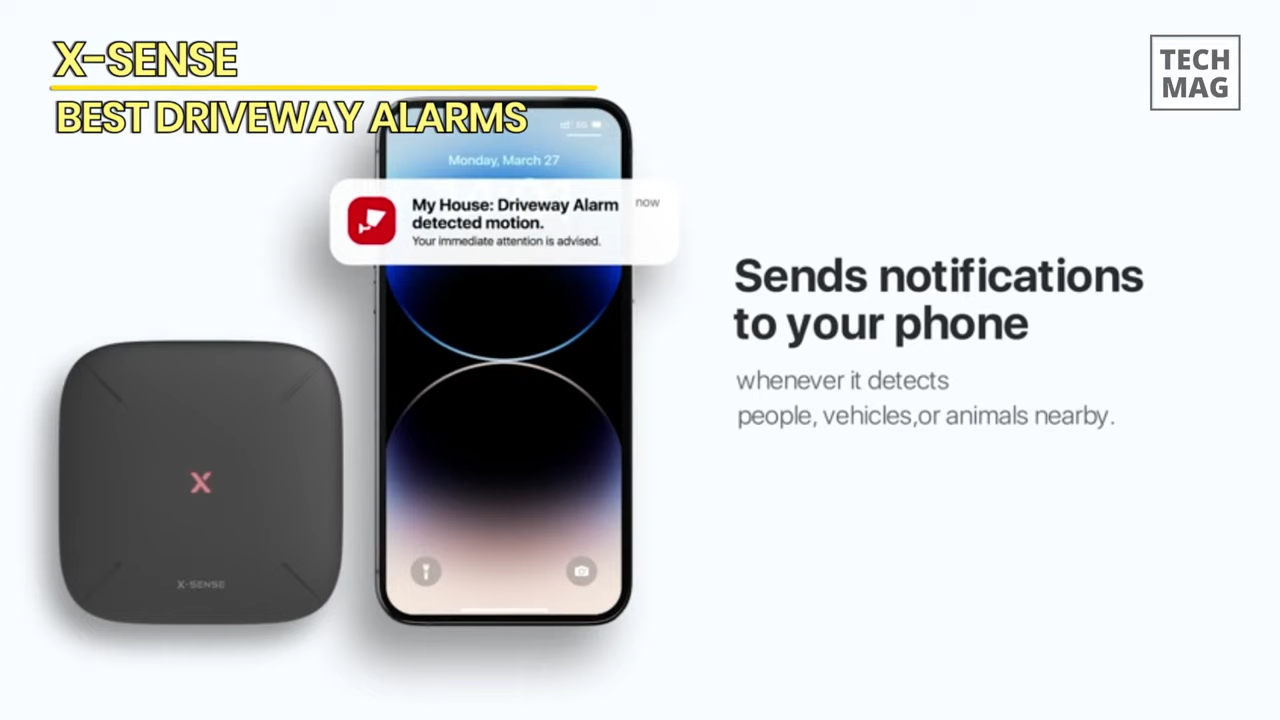 X-SENSE
BEST DRIVEWAY ALARMS
TECH
MAG
5G
Monday, March 27
My House: Driveway Alarm
now
detected motion.
Your immediate attention is advised.
Sends notifications
to your phone
whenever it detects
people, vehicles,or animals nearby.
X
X-SENSE